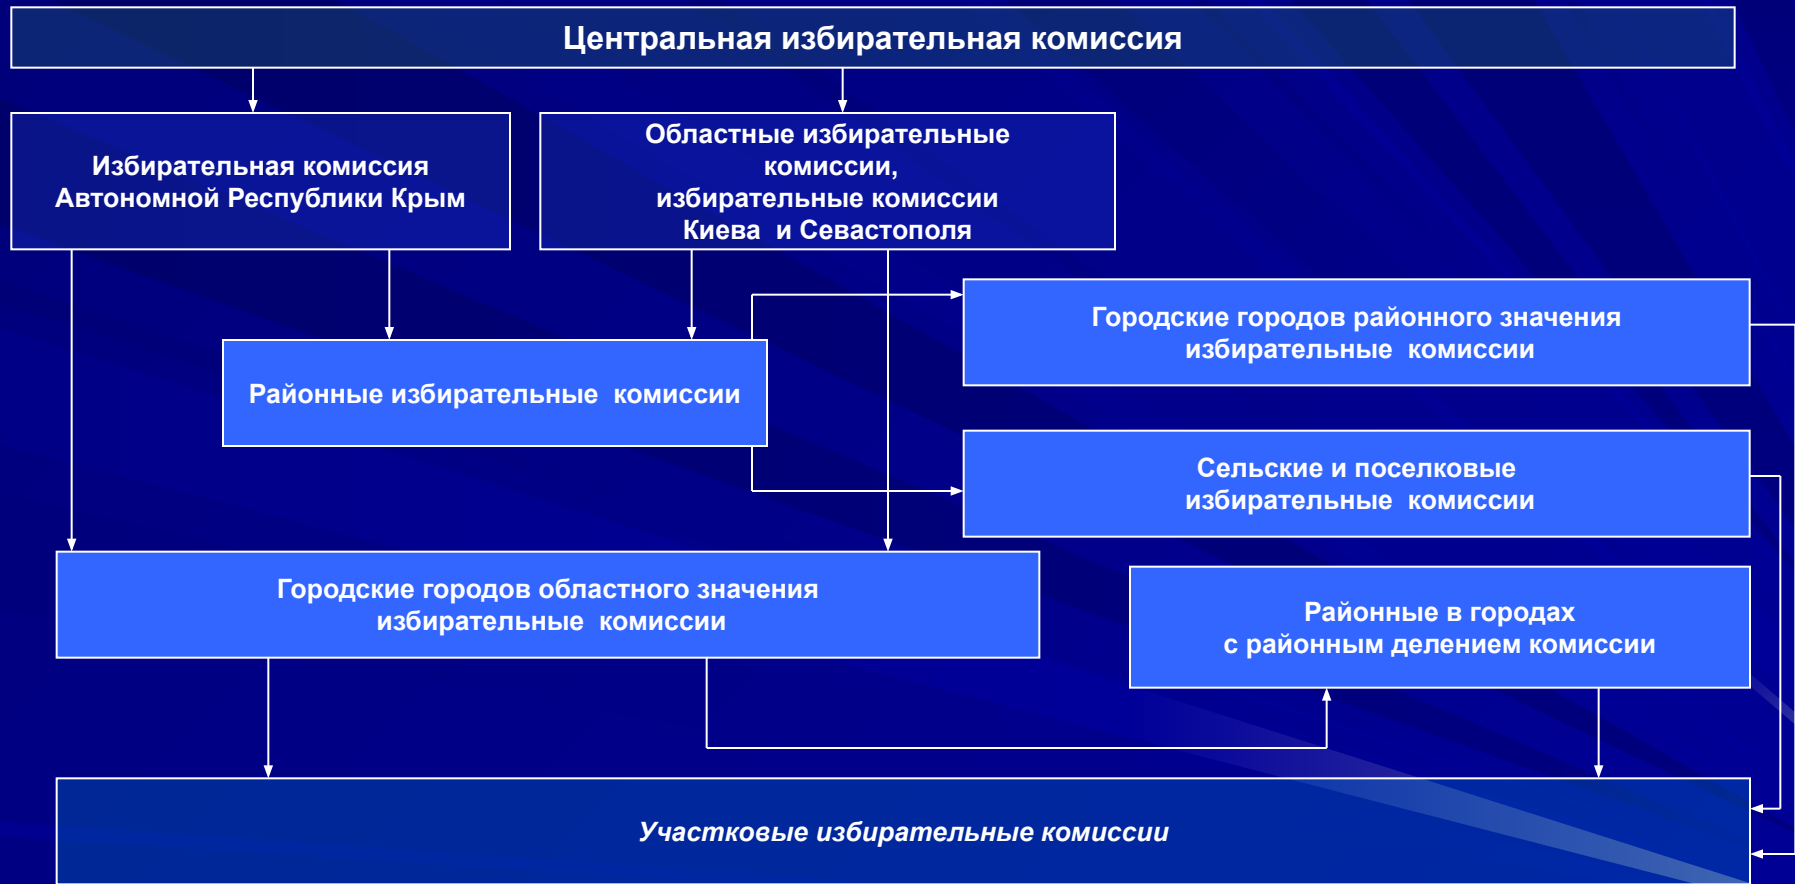 Центральная избирательная комиссия
Избирательная комиссия
Автономной Республики Крым
Областные избирательные
комиссии,
избирательные комиссии
Киева и Севастополя
Городские городов районного значения
избирательные комиссии
Районные избирательные комиссии
Сельские и поселковые
избирательные комиссии
Городские городов областного значения
избирательные комиссии
Районные в городах
с районным делением комиссии
Участковые избирательные комиссии